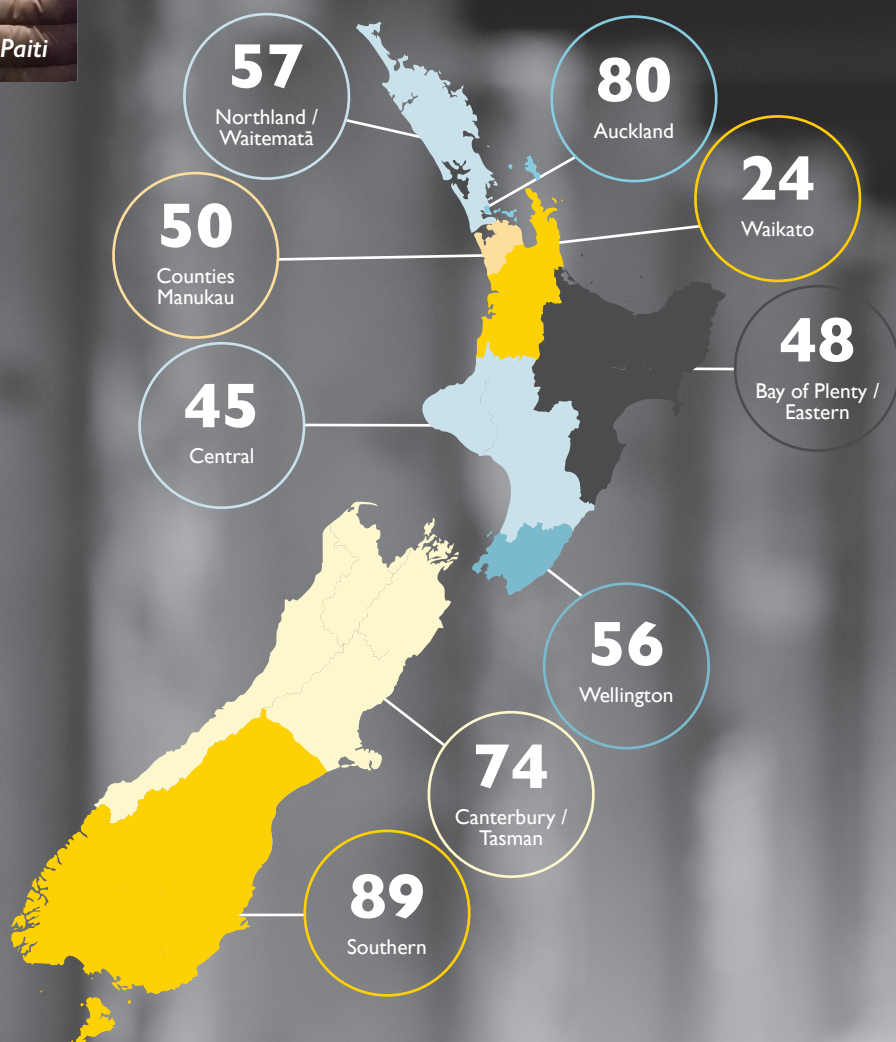 Paiti
57
Northland /
Waitematā
80
Auckland
24
Waikato
50
Counties
Manukau
48
Bay of Plenty /
Eastern
45
Central
56
Wellington
74
Canterbury /
Tasman
89
Southern